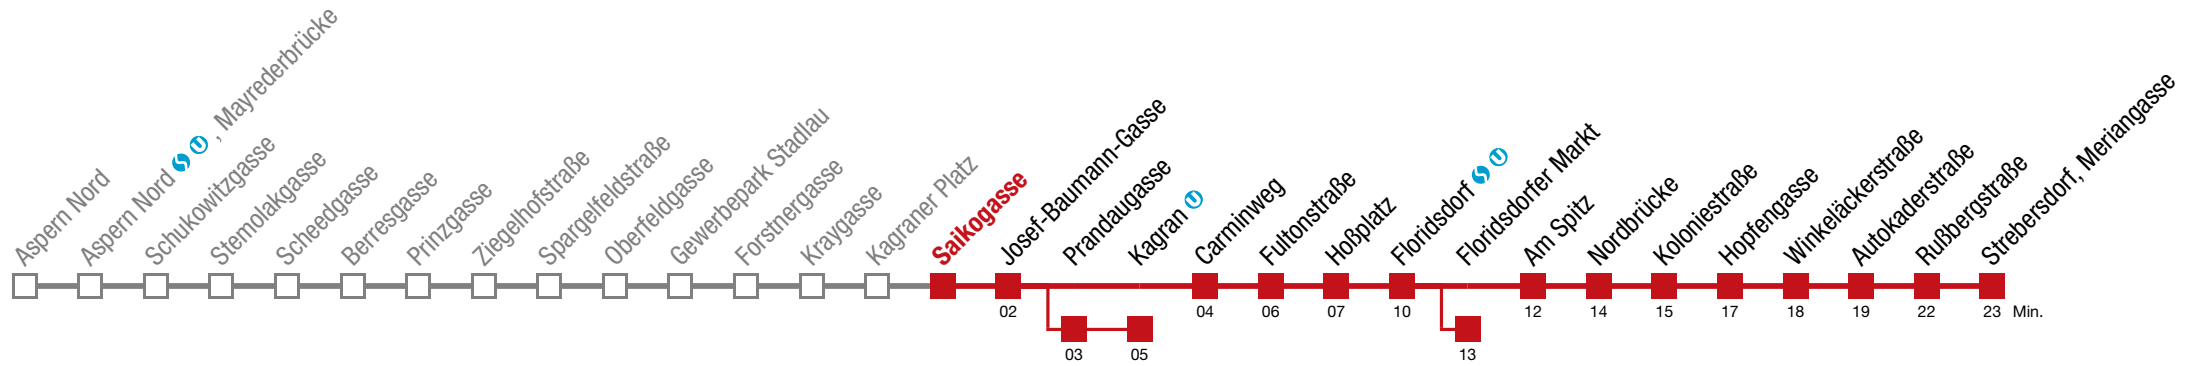 Aspern Nord
Aspern Nord S U , Mayrederbrücke
Schukowitzgasse
Stemolakgasse
Scheedgasse
Berresgasse
Prinzgasse
Ziegelhofstraße
Spargelfeldstraße
Oberfeldgasse
Gewerbepark Stadlau
Forstnergasse
Kraygasse
Kagraner Platz
Saikogasse
Josef-Baumann-Gasse
Prandaugasse
Kagran U
Carminweg
Fultonstraße
Hoßplatz
Floridsdorf S U
Floridsdorfer Markt
Am Spitz
Nordbrücke
Koloniestraße
Hopfengasse
Winkeläckerstraße
Autokaderstraße
Rußbergstraße
Strebersdorf, Meriangasse
02 04 06 07 10 12 14 15 17 18 19 22 23 Min.
03 05 13